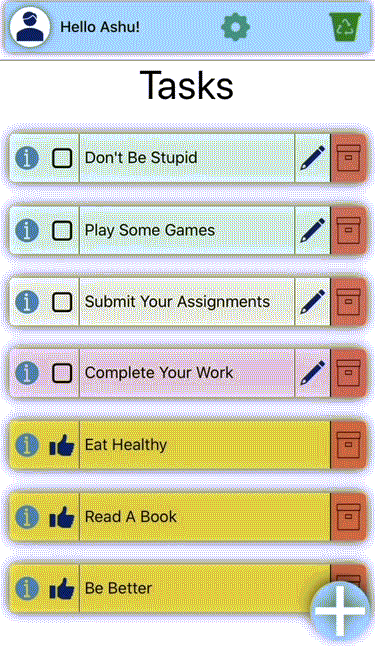 Hello Ashu!
Tasks
Don't Be Stupid
Play Some Games
Submit Your Assignments
Complete Your Work
Eat Healthy
Read A Book
Be Better